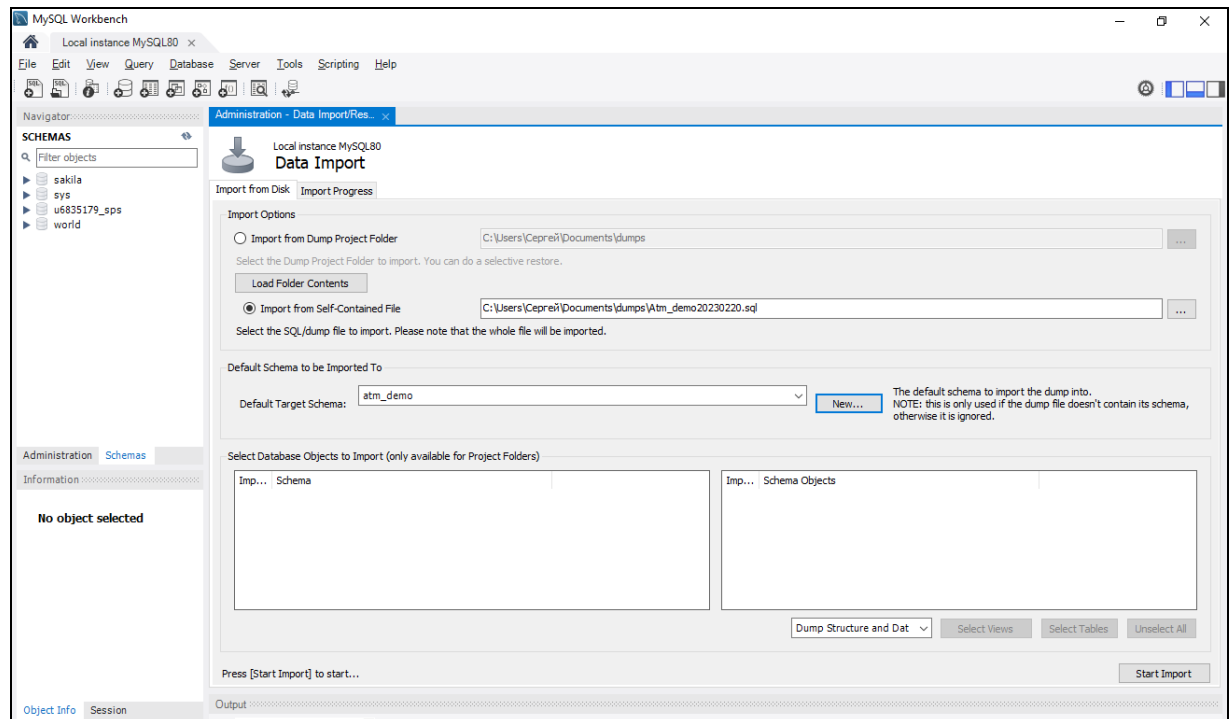 MySQL Workbench
Local instance MySQL80
File Edit View Query Database Server Tools Scripting Help
Navigator
SCHEMAS
Filter objects
sakila
sys
u6835179_sps
world
Administration Schemas
Information
No object selected
Object Info Session
Administration - Data Import/Res...
Local instance MySQL80
Data Import
Import from Disk Import Progress
Import Options
Import from Dump Project Folder C:\Users\Сергей\Documents\dumps ...
Select the Dump Project Folder to import. You can do a selective restore.
Load Folder Contents
Import from Self-Contained File C:\Users\Сергей\Documents\dumps\Atm_demo20230220.sql ...
Select the SQL/dump file to import. Please note that the whole file will be imported.
Default Schema to be Imported To
Default Target Schema: atm_demo New...
The default schema to import the dump into.
NOTE: this is only used if the dump file doesn't contain its schema,
otherwise it is ignored.
Select Database Objects to Import (only available for Project Folders)
Imp... Schema
Imp... Schema Objects
Dump Structure and Dat Select Views Select Tables Unselect All
Press [Start Import] to start... Start Import
Output